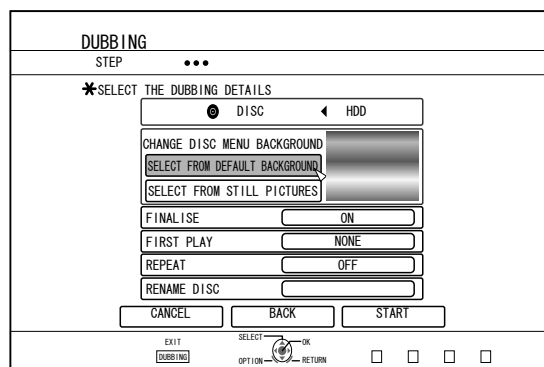 DUBBING
STEP
*SELECT THE DUBBING DETAILS
DISC HDD
CHANGE DISC MENU BACKGROUND
SELECT FROM DEFAULT BACKGROUND
SELECT FROM STILL PICTURES
FINALISE ON
FIRST PLAY NONE
REPEAT OFF
RENAME DISC
CANCEL BACK START
EXIT SELECT OK
DUBBING OPTION RETURN